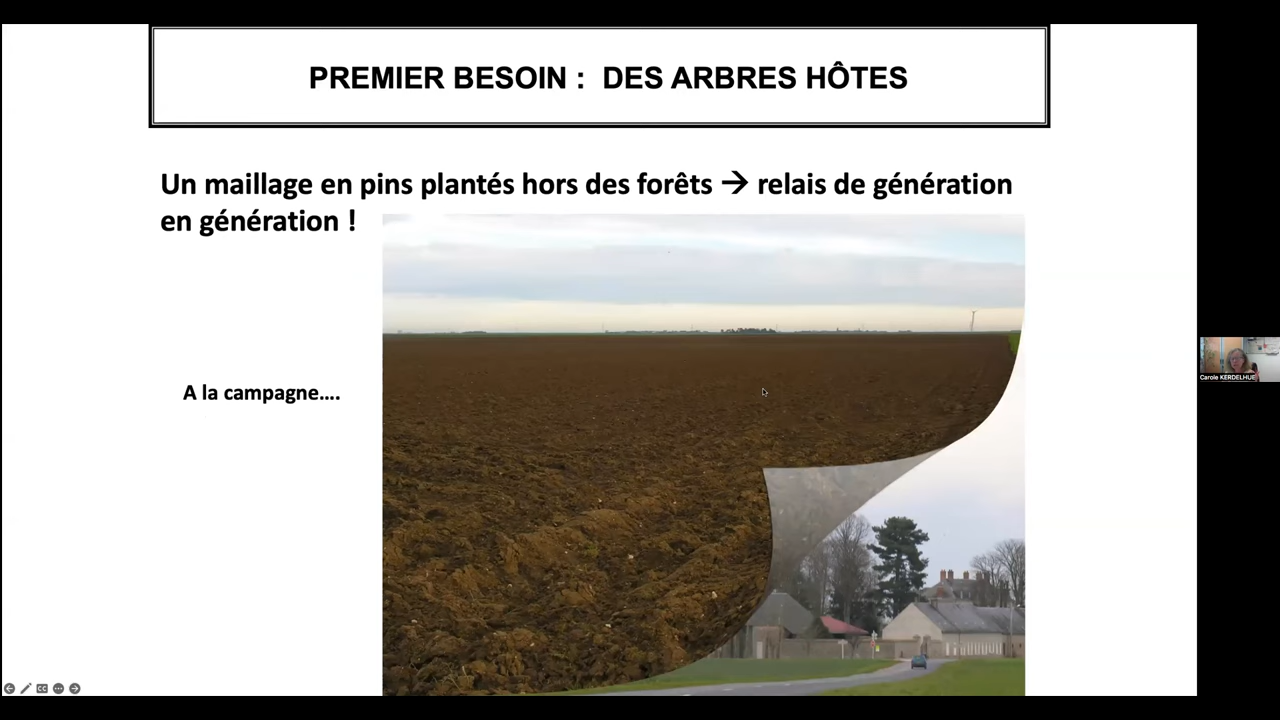 PREMIER BESOIN : DES ARBRES HÔTES
Un maillage en pins plantés hors des forêts → relais de génération
en génération !
A la campagne….
Carole KERDELHUE